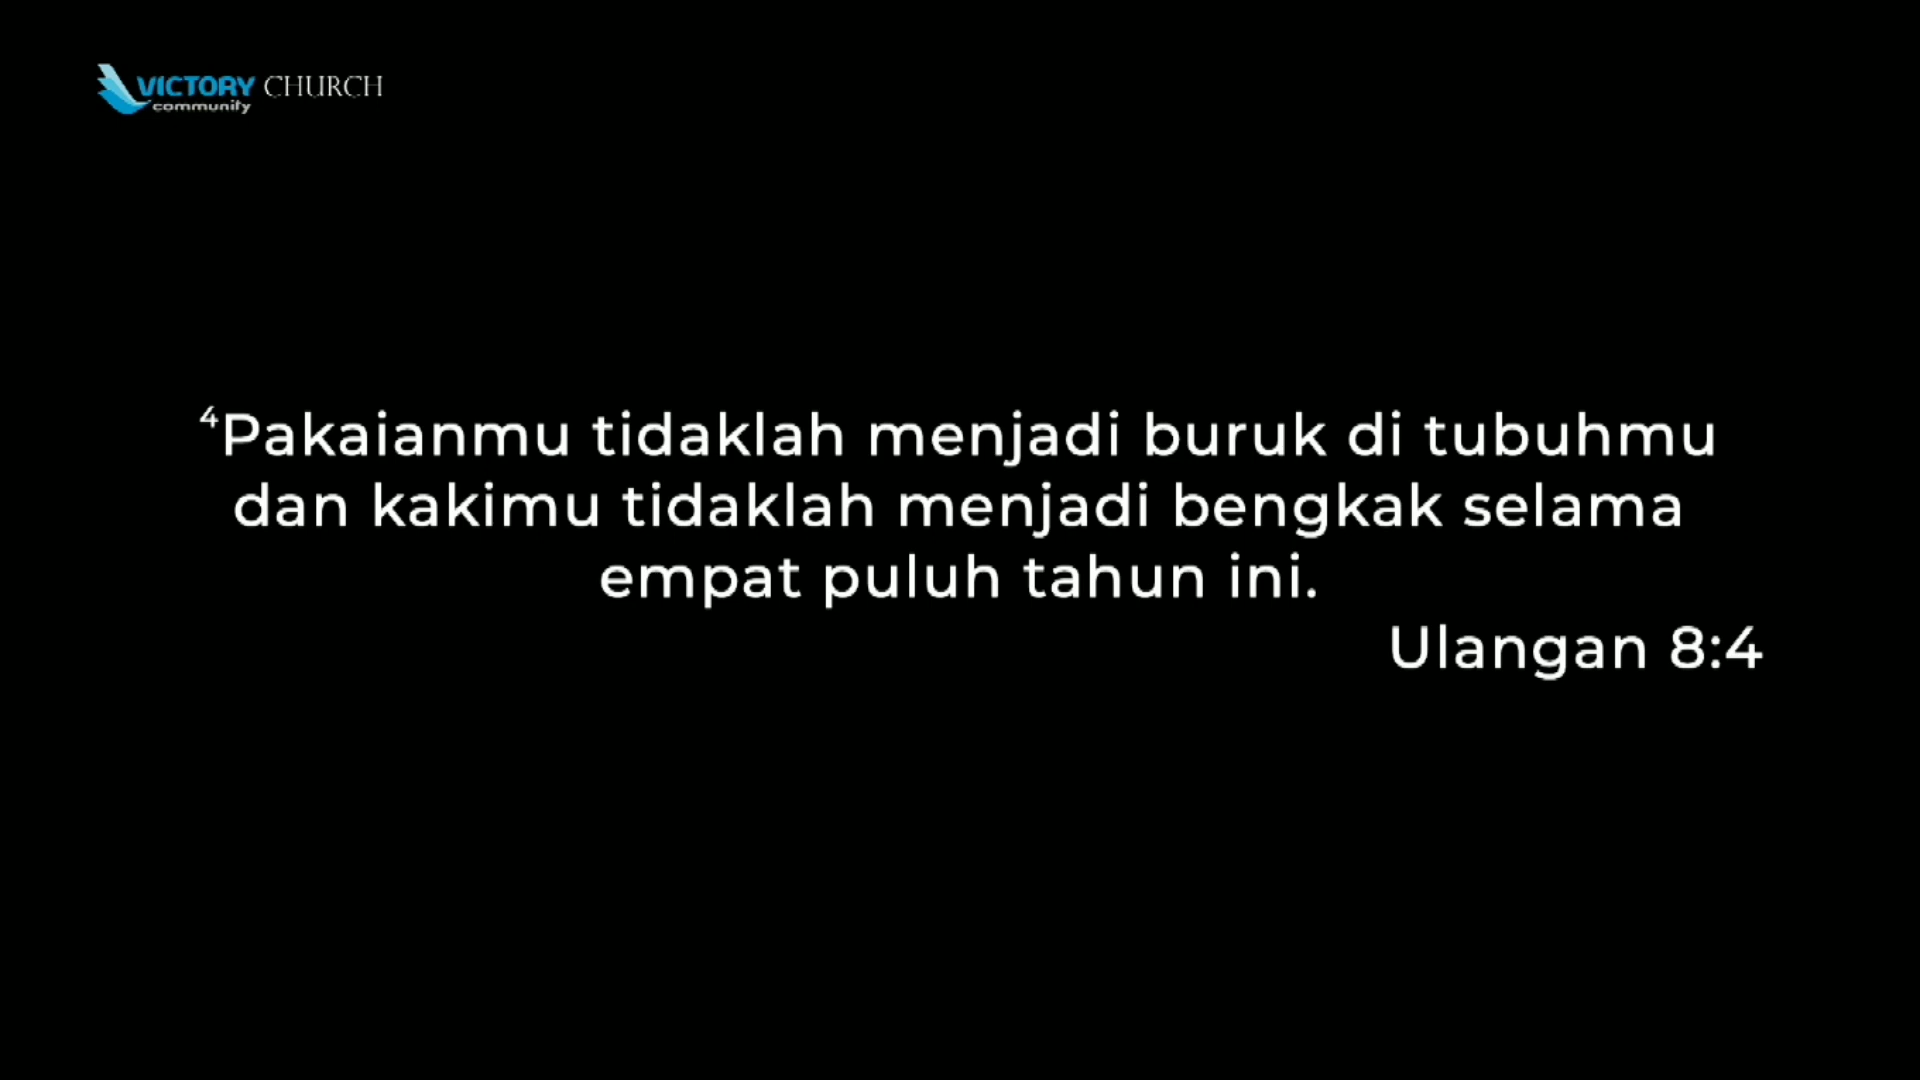 VICTORY CHURCH
community
⁴Pakaianmu tidaklah menjadi buruk di tubuhmu
dan kakimu tidaklah menjadi bengkak selama
empat puluh tahun ini.
Ulangan 8:4